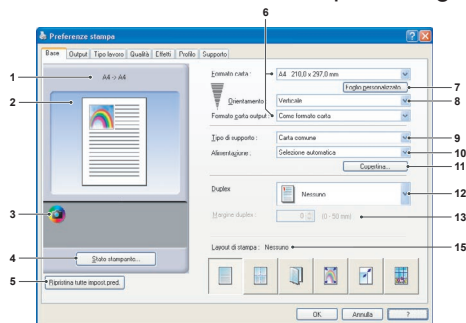 6
Preferenze stampa
Base Output Tipo lavoro Qualità Effetti Profilo Supporto
1 A4 -> A4
2
3
4 Stato stampante...
5 Ripristina tutte impost.pred.
Formato carta : A4 210,0 x 297,0 mm
Foglio personalizzato... 7
Orientamento : Verticale 8
Formato carta output : Come formato carta
Tipo di supporto : Carta comune 9
Alimentazione : Selezione automatica 10
Copertina... 11
Duplex Nessuno 12
Margine duplex : 0 (0 - 50 mm) 13
Layout di stampa : Nessuno 15
OK Annulla ?